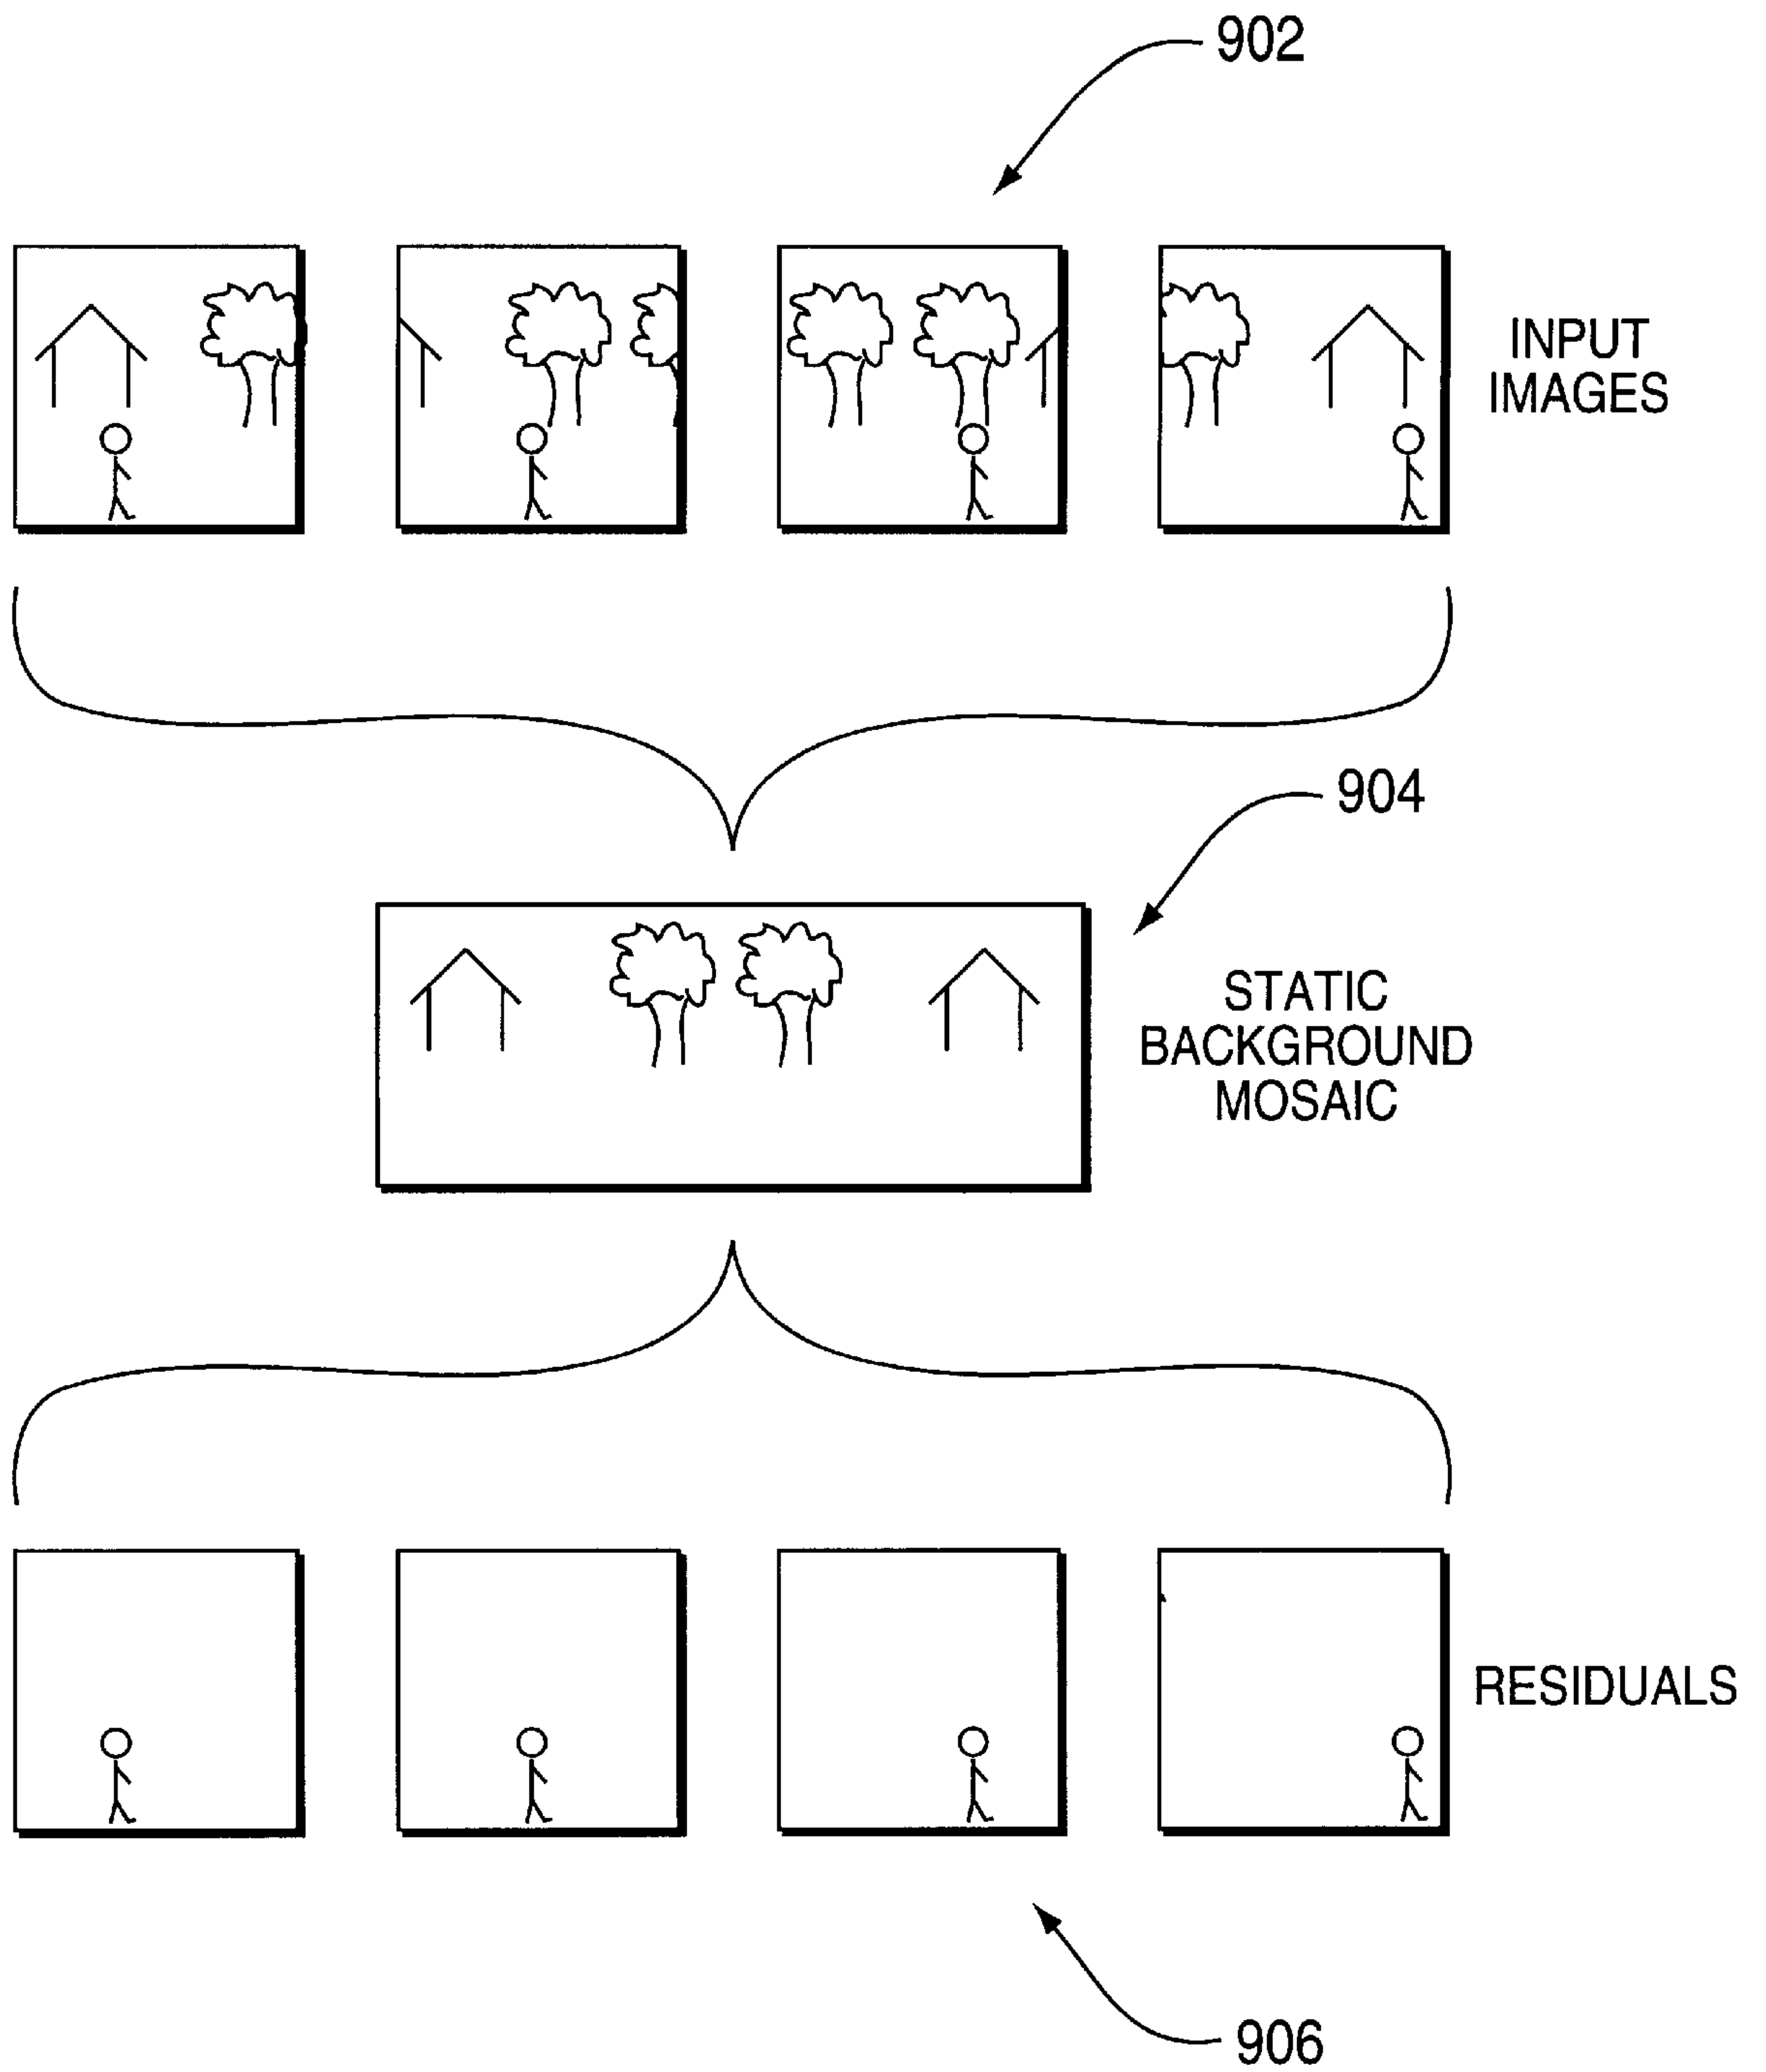 902
INPUT
IMAGES
904
STATIC
BACKGROUND
MOSAIC
RESIDUALS
906